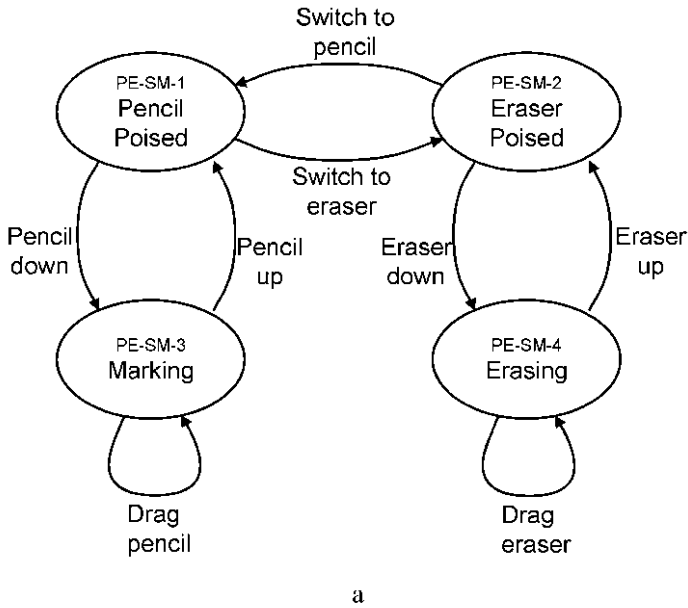 Switch to
pencil
PE-SM-1
Pencil
Poised
PE-SM-2
Eraser
Poised
Switch to
eraser
Pencil
down
Pencil
up
Eraser
down
Eraser
up
PE-SM-3
Marking
PE-SM-4
Erasing
Drag
pencil
Drag
eraser
a